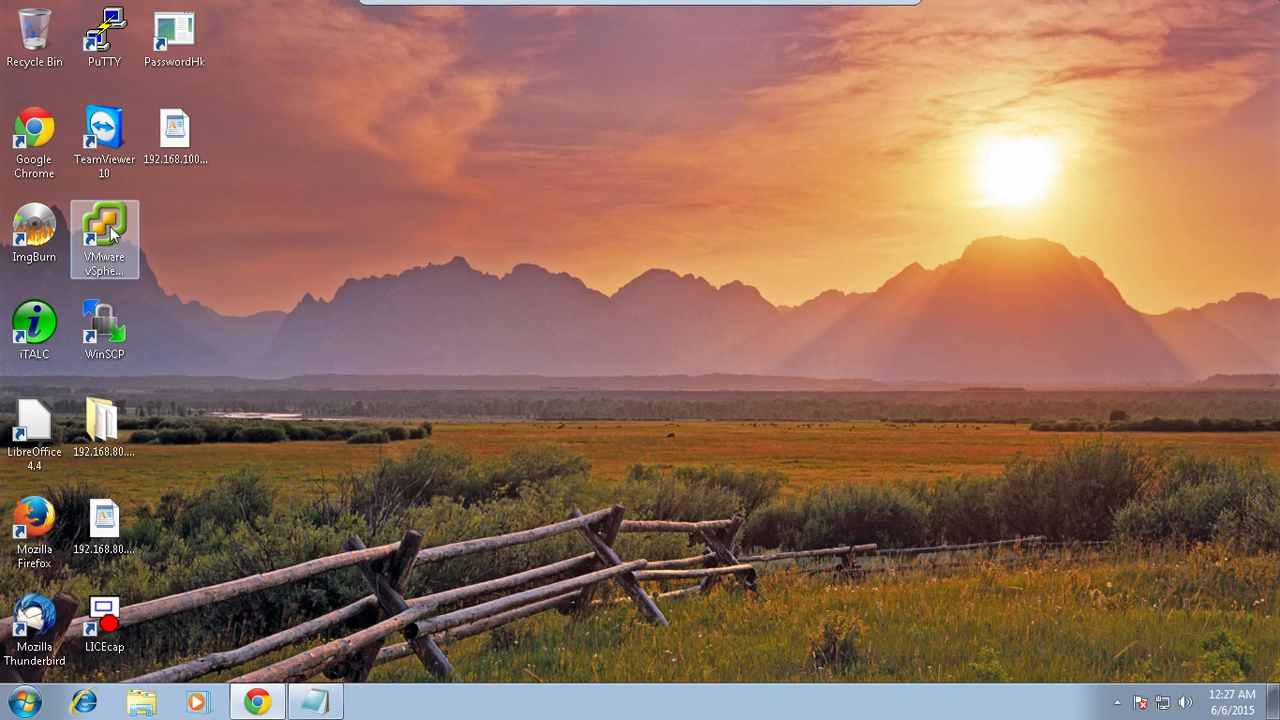 Recycle Bin
PuTTY
PasswordHk
Google
Chrome
TeamViewer
10
192.168.100...
ImgBurn
VMware
vSphe...
iTALC
WinSCP
LibreOffice
4.4
192.168.80....
Mozilla
Firefox
192.168.80....
Mozilla
Thunderbird
LICEcap
12:27 AM
6/6/2015